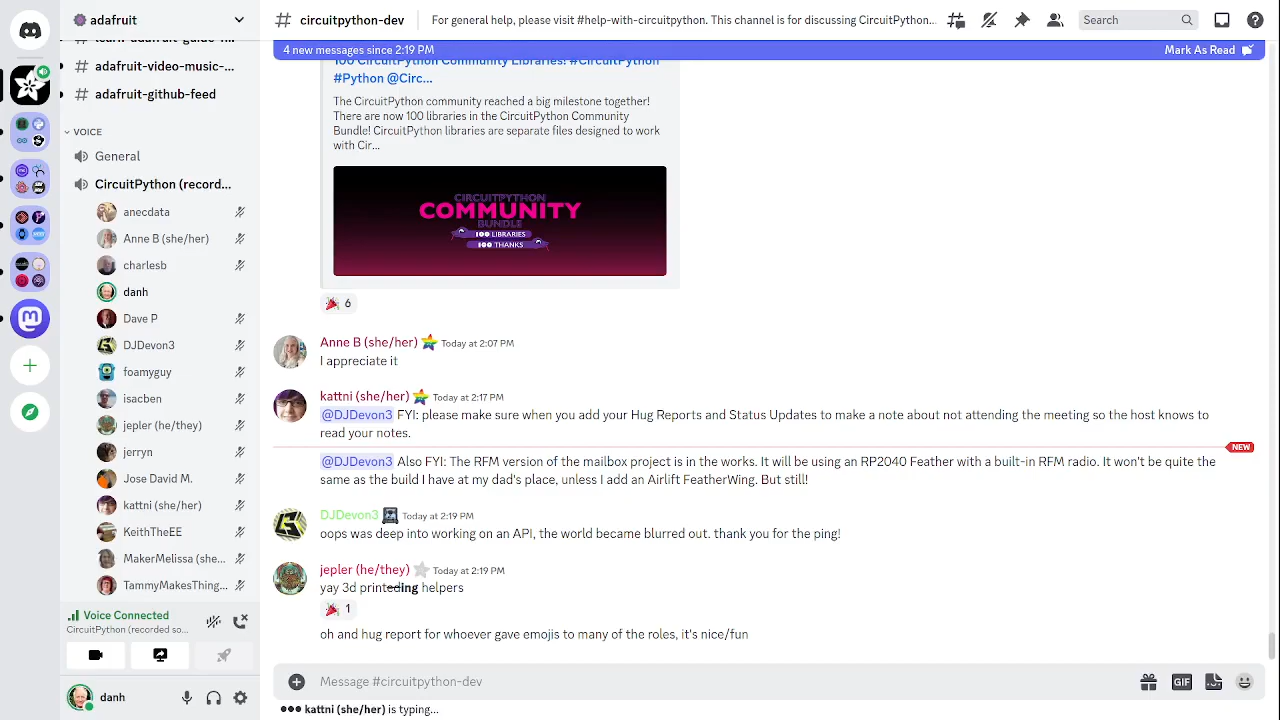 adafruit
circuitpython-dev
For general help, please visit #help-with-circuitpython. This channel is for discussing CircuitPython...
Search
4 new messages since 2:19 PM
Mark As Read
adafruit-video-music-...
adafruit-github-feed
VOICE
General
CircuitPython (record...
anecdata
Anne B (she/her)
charlesb
danh
Dave P
DJDevon3
foamyguy
isacben
jepler (he/they)
jerryn
Jose David M.
kattni (she/her)
KeithTheEE
MakerMelissa (she...
TammyMakesThing...
Voice Connected
CircuitPython (recorded so...
danh
100 CircuitPython Community Libraries! #CircuitPython
#Python @Circ...
The CircuitPython community reached a big milestone together!
There are now 100 libraries in the CircuitPython Community
Bundle! CircuitPython libraries are separate files designed to work
with Cir...
CIRCUITPYTHON
COMMUNITY
BUNDLE
100 LIBRARIES
100 THANKS
6
Anne B (she/her) Today at 2:07 PM
I appreciate it
kattni (she/her) Today at 2:17 PM
@DJDevon3 FYI: please make sure when you add your Hug Reports and Status Updates to make a note about not attending the meeting so the host knows to
read your notes.
NEW
@DJDevon3 Also FYI: The RFM version of the mailbox project is in the works. It will be using an RP2040 Feather with a built-in RFM radio. It won't be quite the
same as the build I have at my dad's place, unless I add an Airlift FeatherWing. But still!
DJDevon3 Today at 2:19 PM
oops was deep into working on an API, the world became blurred out. thank you for the ping!
jepler (he/they) Today at 2:19 PM
yay 3d printeding helpers
1
oh and hug report for whoever gave emojis to many of the roles, it's nice/fun
Message #circuitpython-dev
GIF
kattni (she/her) is typing...